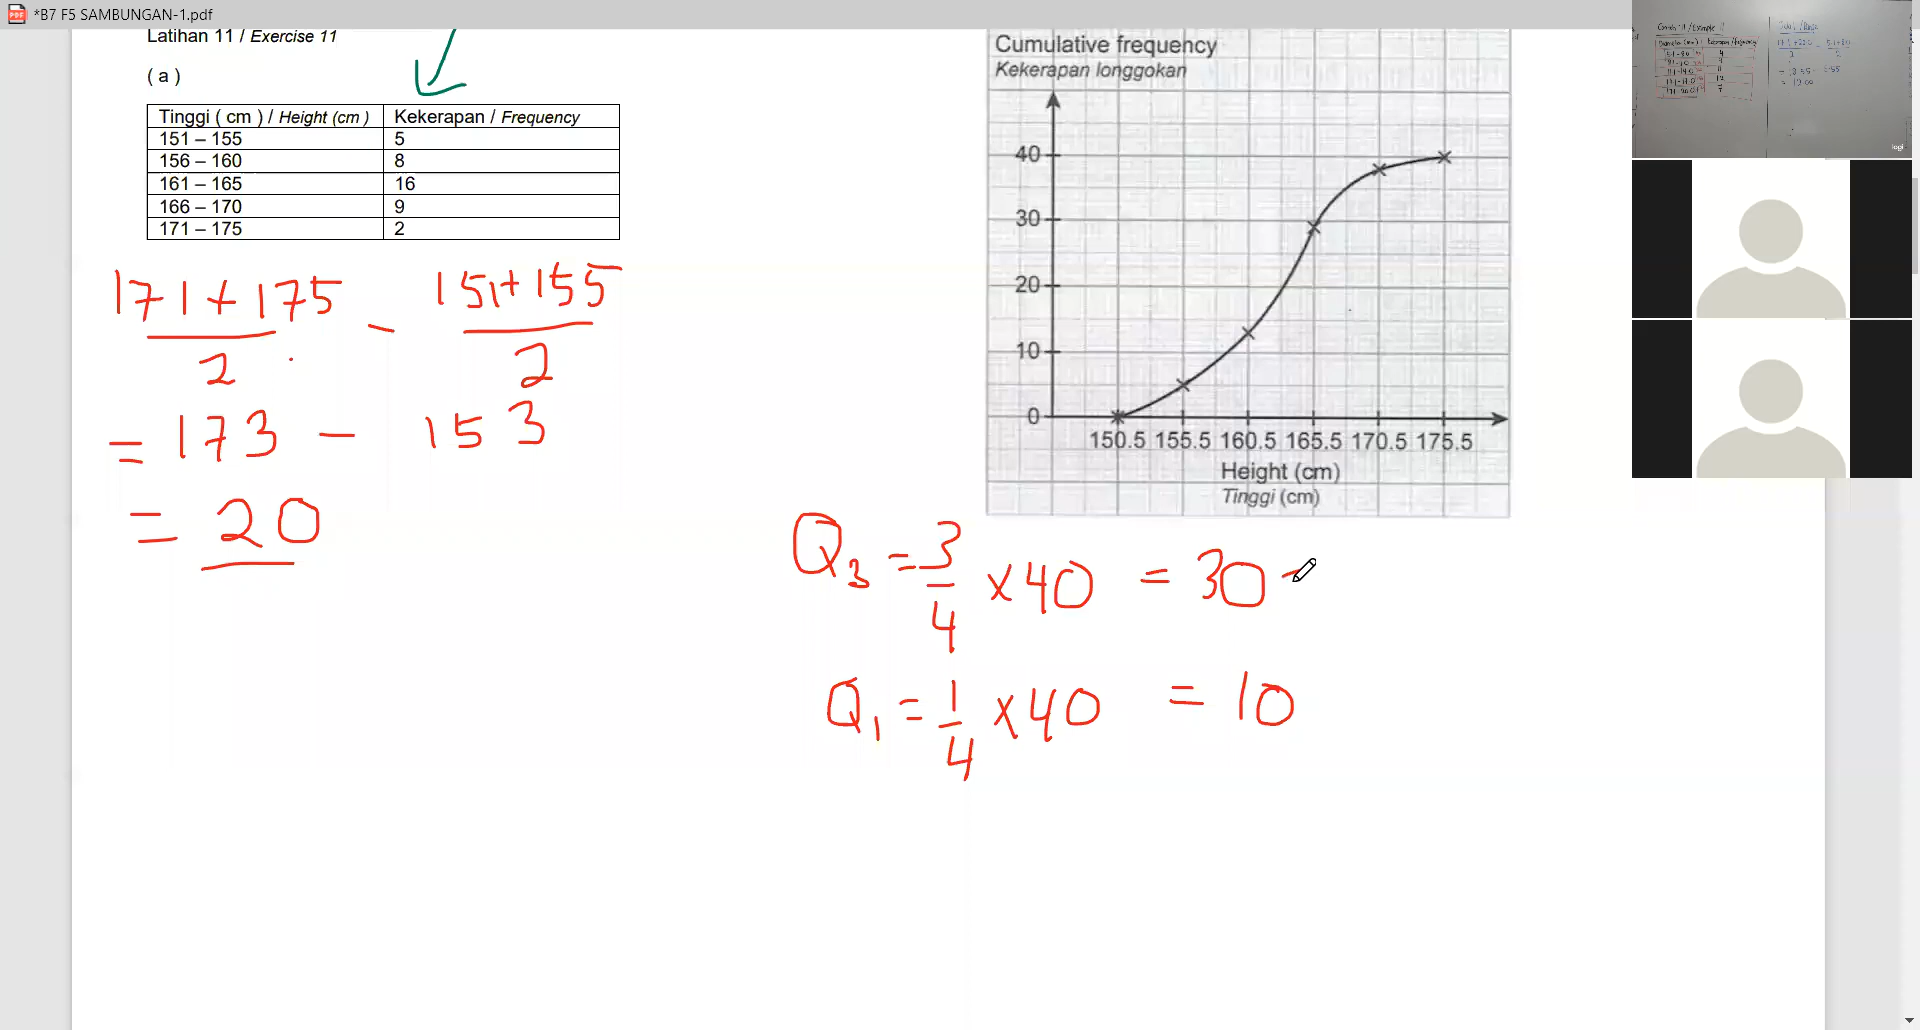 *B7 F5 SAMBUNGAN-1.pdf
Latihan 11 / Exercise 11
( a )
Tinggi ( cm ) / Height (cm ) Kekerapan / Frequency
151 – 155 5
156 – 160 8
161 – 165 16
166 – 170 9
171 – 175 2
171 + 175 / 2 - 151 + 155 / 2
= 173 - 153
= 20
Cumulative frequency
Kekerapan longgokan
40
30
20
10
0
150.5 155.5 160.5 165.5 170.5 175.5
Height (cm)
Tinggi (cm)
Q3 = 3/4 × 40 = 30
Q1 = 1/4 × 40 = 10
logi